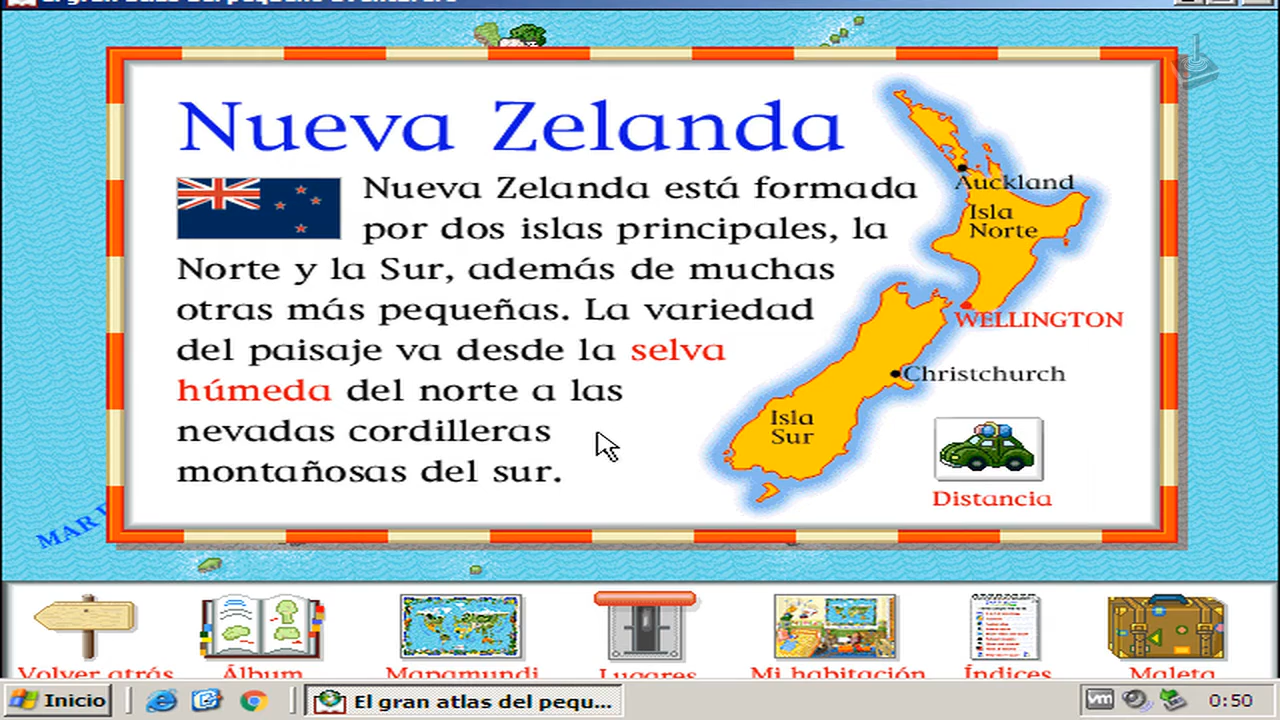 Nueva Zelanda
Nueva Zelanda está formada
por dos islas principales, la
Norte y la Sur, además de muchas
otras más pequeñas. La variedad
del paisaje va desde la selva
húmeda del norte a las
nevadas cordilleras
montañosas del sur.
Auckland
Isla
Norte
WELLINGTON
Christchurch
Isla
Sur
Distancia
MAR
Volver atrás
Álbum
Mapamundi
Lugares
Mi habitación
Índices
Maleta
Inicio
El gran atlas del pequ...
vm
0:50